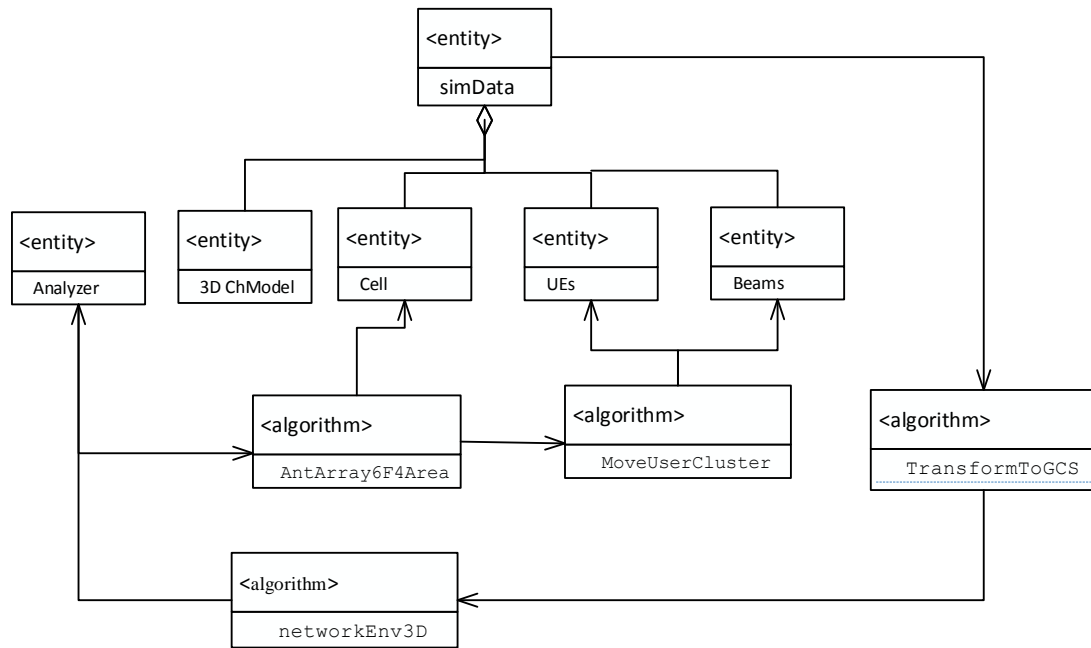 <entity>
simData
<entity>
Analyzer
<entity>
3D ChModel
<entity>
Cell
<entity>
UEs
<entity>
Beams
<algorithm>
AntArray6F4Area
<algorithm>
MoveUserCluster
<algorithm>
TransformToGCS
<algorithm>
networkEnv3D